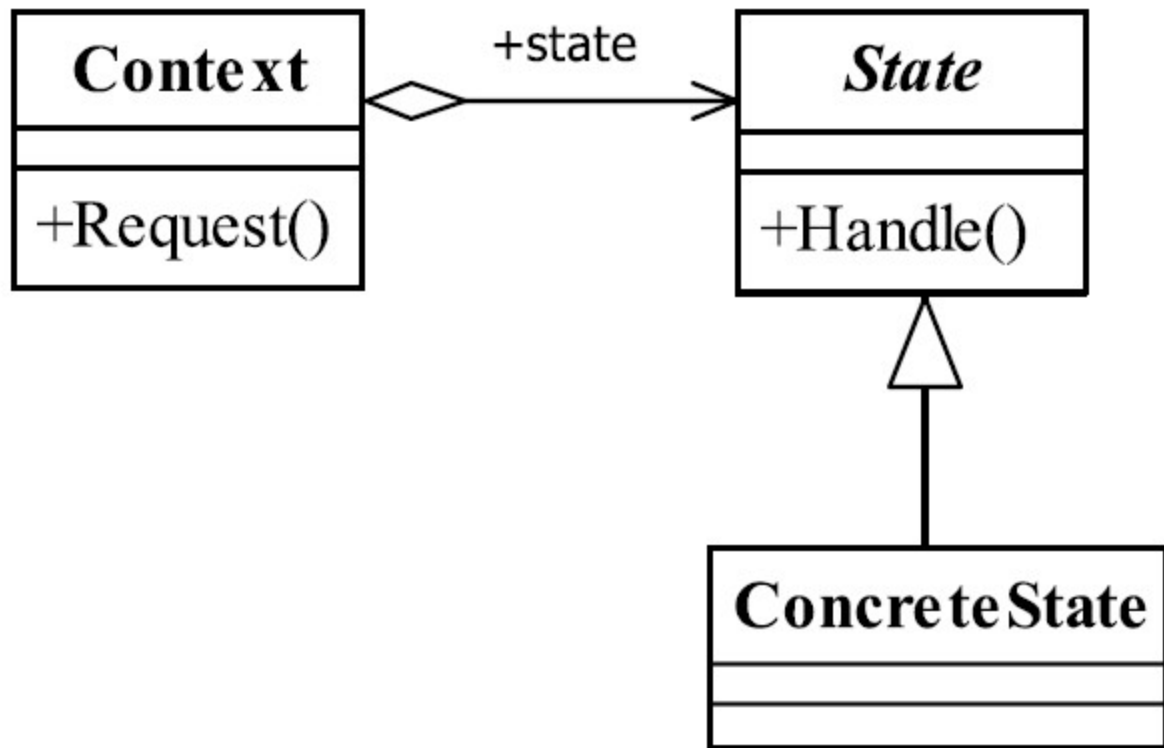 Context
+Request()
+state
State
+Handle()
ConcreteState